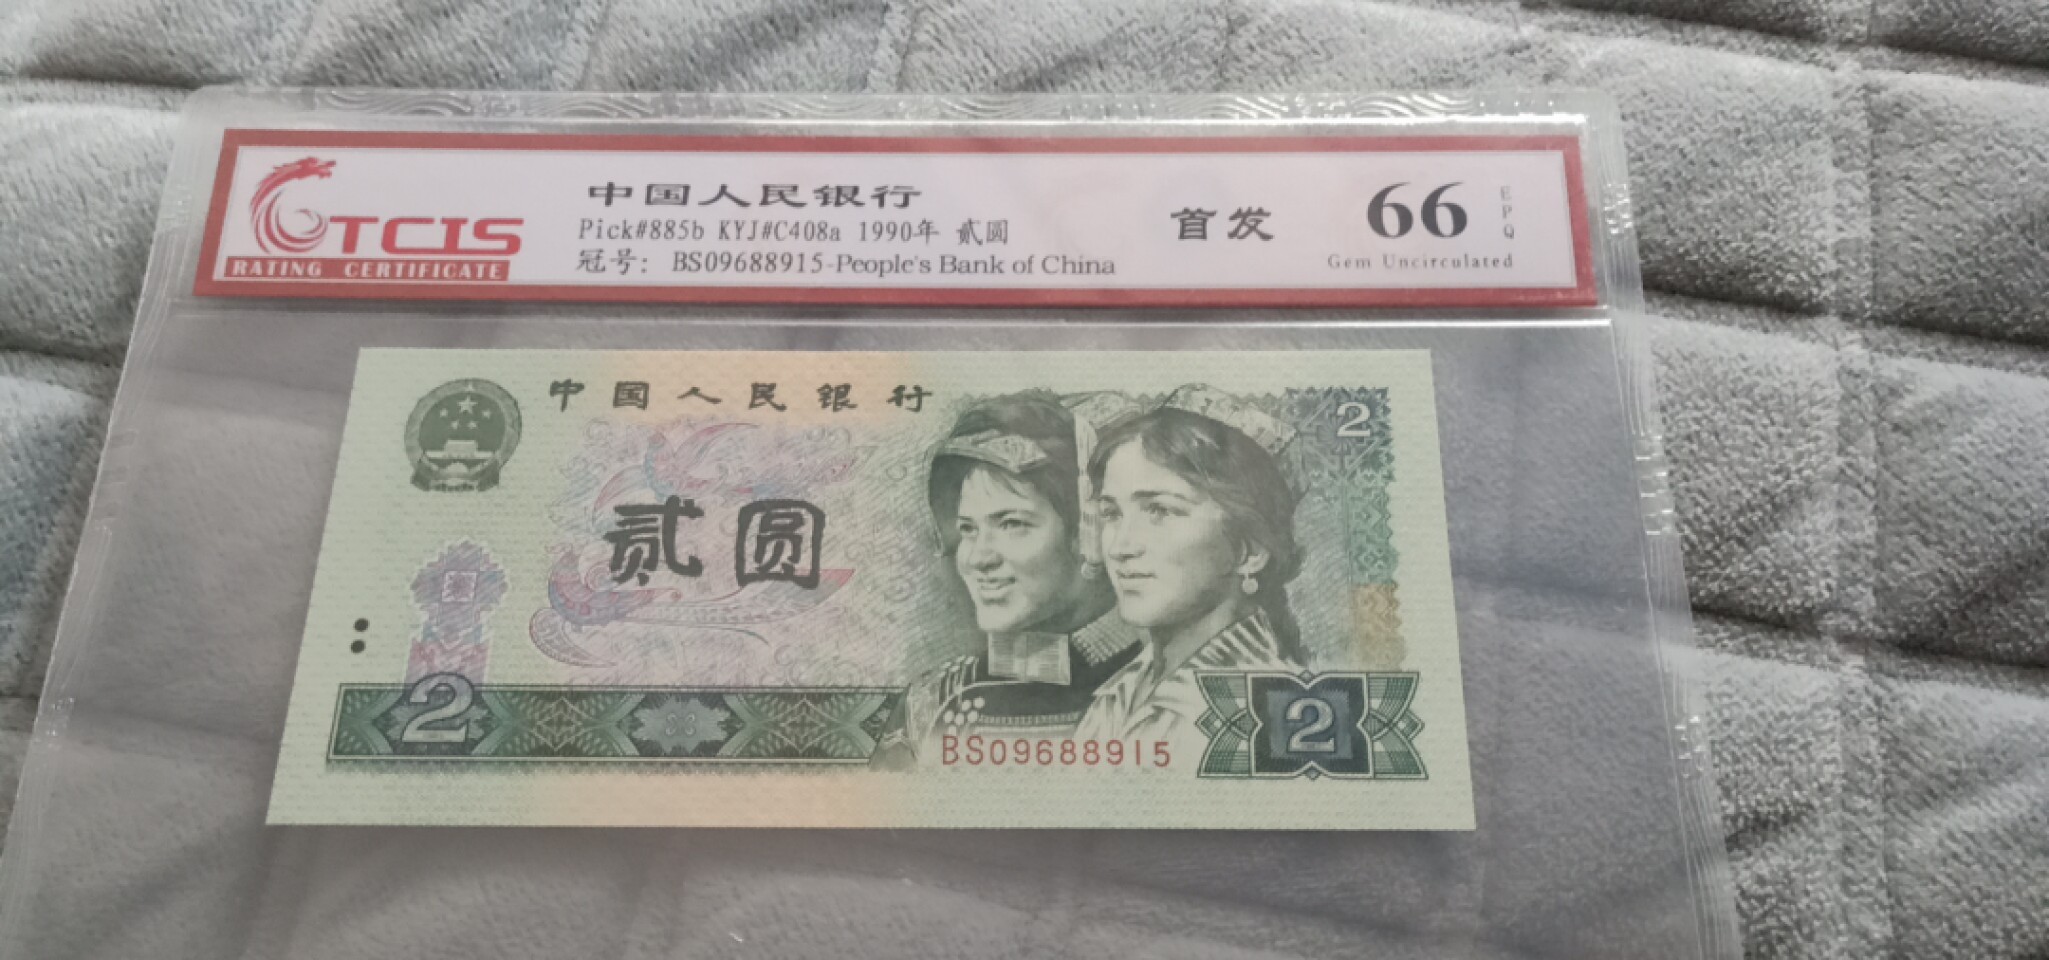 TCIS
RATING CERTIFICATE
中国人民银行
Pick#885b KYJ#C408a 1990年 贰圆
冠号: BS09688915-People's Bank of China
首发
66
EPQ
Gem Uncirculated
中国人民银行
2
贰圆
2
BS09688915
2